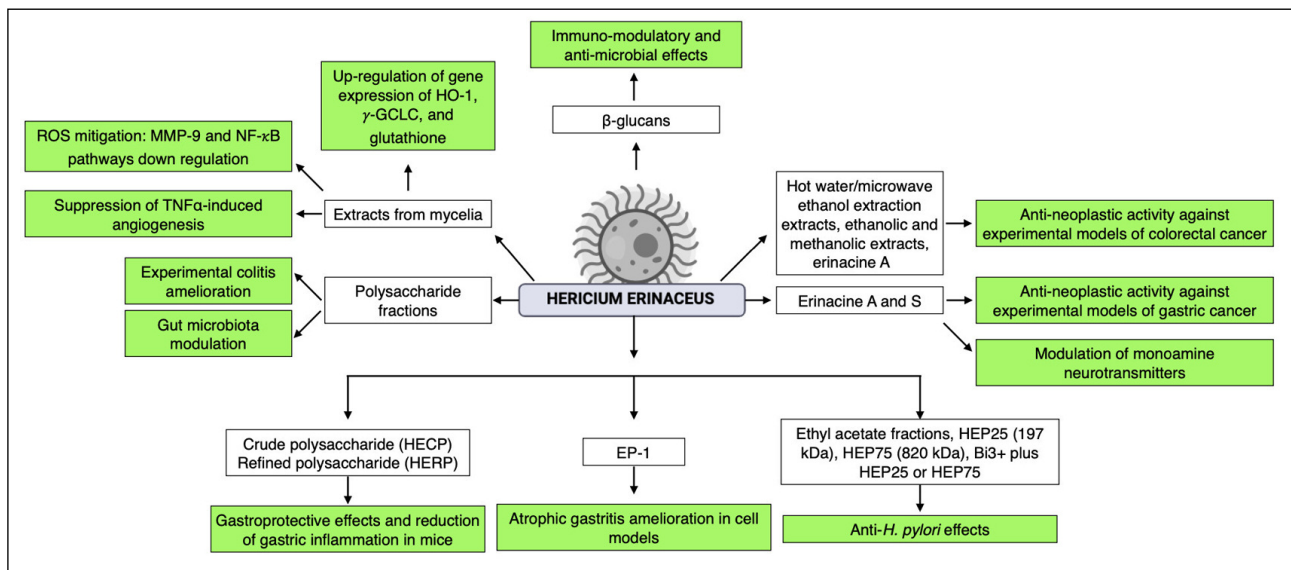 Immuno-modulatory and
anti-microbial effects
Up-regulation of gene
expression of HO-1,
γ-GCLC, and
glutathione
β-glucans
ROS mitigation: MMP-9 and NF-κB
pathways down regulation
Suppression of TNFα-induced
angiogenesis
Extracts from mycelia
Hot water/microwave
ethanol extraction
extracts, ethanolic and
methanolic extracts,
erinacine A
Anti-neoplastic activity against
experimental models of colorectal cancer
Experimental colitis
amelioration
Gut microbiota
modulation
Polysaccharide
fractions
HERICIUM ERINACEUS
Erinacine A and S
Anti-neoplastic activity against
experimental models of gastric cancer
Modulation of monoamine
neurotransmitters
Crude polysaccharide (HECP)
Refined polysaccharide (HERP)
EP-1
Ethyl acetate fractions, HEP25 (197
kDa), HEP75 (820 kDa), Bi3+ plus
HEP25 or HEP75
Gastroprotective effects and reduction
of gastric inflammation in mice
Atrophic gastritis amelioration in cell
models
Anti-H. pylori effects